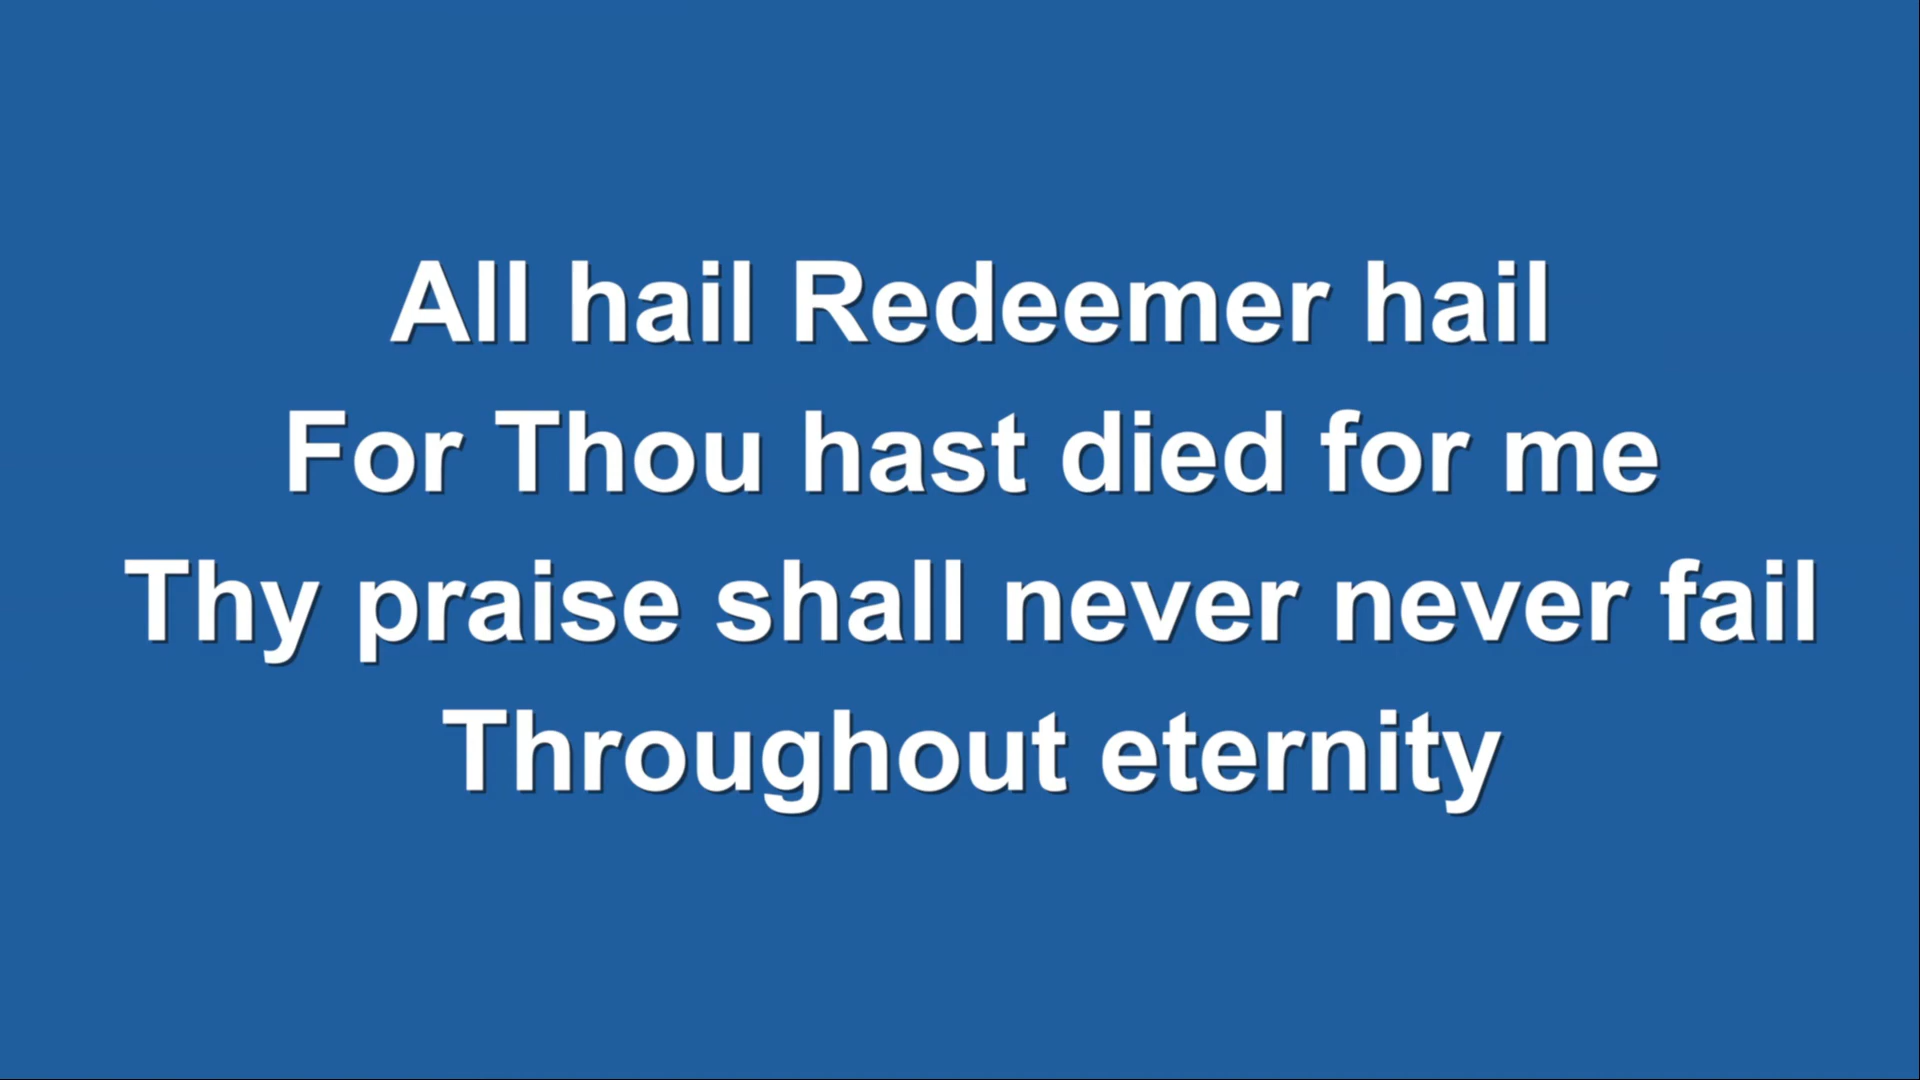 All hail Redeemer hail
For Thou hast died for me
Thy praise shall never never fail
Throughout eternity